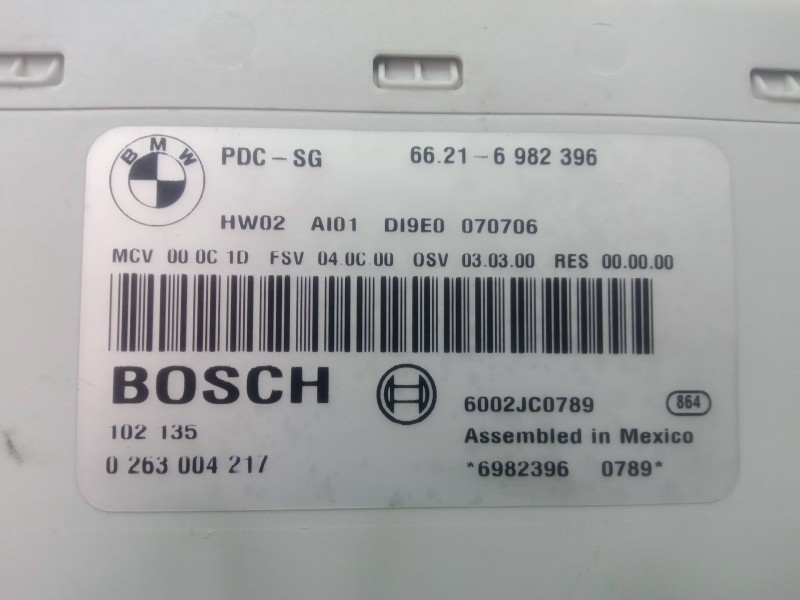 BMW
PDC-SG 66.21-6 982 396
HW02 AI01 DI9E0 070706
MCV 00 0C 1D FSV 04 0C 00 OSV 03.03.00 RES 00.00.00
BOSCH 6002JC0789 864
102 135 Assembled in Mexico
0 263 004 217 *6982396 0789*